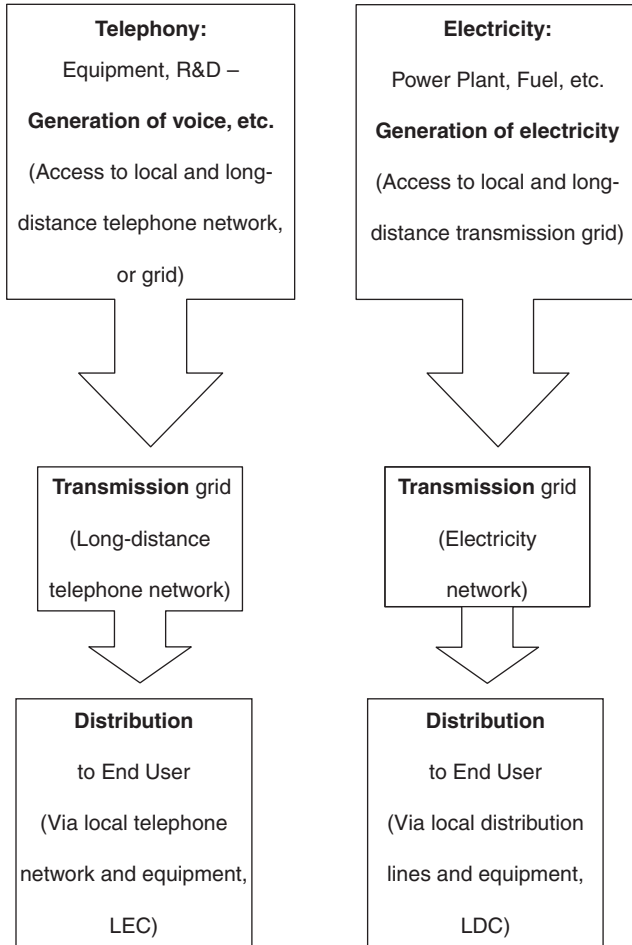 Telephony:
Equipment, R&D –
Generation of voice, etc.
(Access to local and long-
distance telephone network,
or grid)
Transmission grid
(Long-distance
telephone network)
Distribution
to End User
(Via local telephone
network and equipment,
LEC)
Electricity:
Power Plant, Fuel, etc.
Generation of electricity
(Access to local and long-
distance transmission grid)
Transmission grid
(Electricity
network)
Distribution
to End User
(Via local distribution
lines and equipment,
LDC)